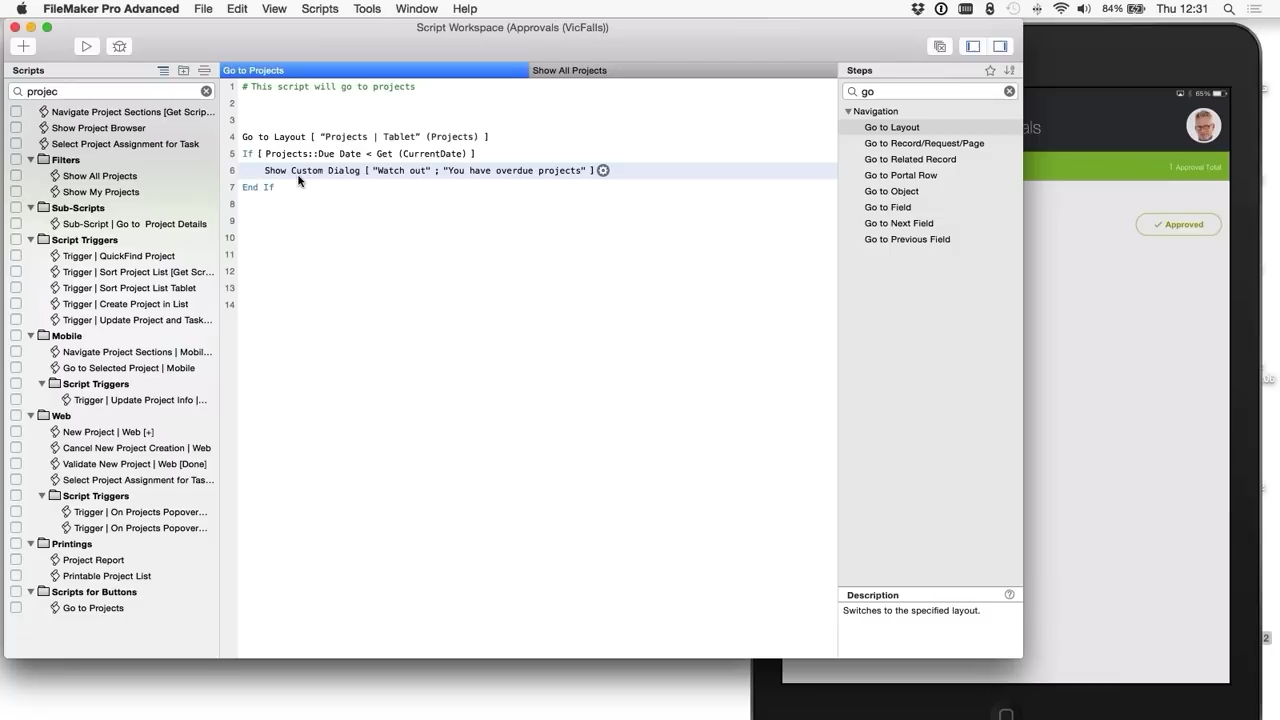 FileMaker Pro Advanced File Edit View Scripts Tools Window Help 84% Thu 12:31
Script Workspace (Approvals (VicFalls))
Scripts
projec
Navigate Project Sections [Get Scrip...
Show Project Browser
Select Project Assignment for Task
Filters
Show All Projects
Show My Projects
Sub-Scripts
Sub-Script | Go to Project Details
Script Triggers
Trigger | QuickFind Project
Trigger | Sort Project List [Get Scr...
Trigger | Sort Project List Tablet
Trigger | Create Project in List
Trigger | Update Project and Task...
Mobile
Navigate Project Sections | Mobil...
Go to Selected Project | Mobile
Script Triggers
Trigger | Update Project Info |...
Web
New Project | Web [+]
Cancel New Project Creation | Web
Validate New Project | Web [Done]
Select Project Assignment for Tas...
Script Triggers
Trigger | On Projects Popover...
Trigger | On Projects Popover...
Printings
Project Report
Printable Project List
Scripts for Buttons
Go to Projects
Go to Projects Show All Projects
1 # This script will go to projects
2
3
4 Go to Layout [ “Projects | Tablet” (Projects) ]
5 If [ Projects::Due Date < Get (CurrentDate) ]
6 Show Custom Dialog [ "Watch out" ; "You have overdue projects" ]
7 End If
8
9
10
11
12
13
14
Steps
go
Navigation
Go to Layout
Go to Record/Request/Page
Go to Related Record
Go to Portal Row
Go to Object
Go to Field
Go to Next Field
Go to Previous Field
Description
Switches to the specified layout.
65%
als
1 Approval Total
Approved